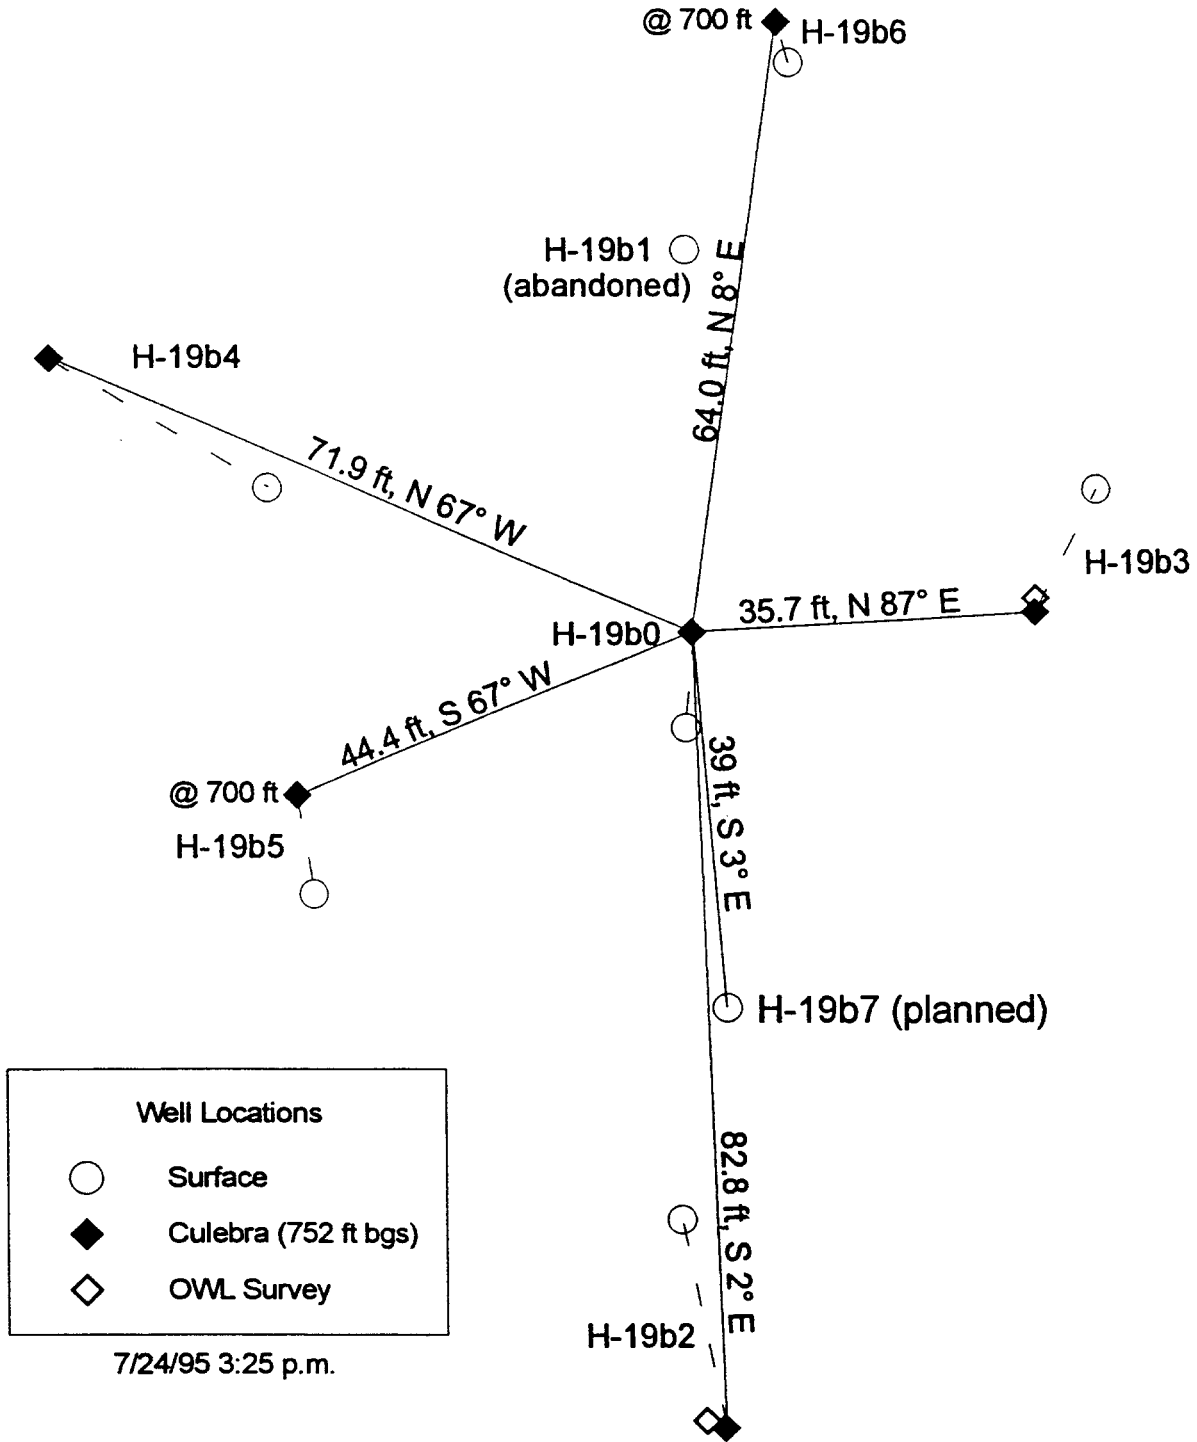 @ 700 ft
H-19b6
H-19b1
(abandoned)
64.0 ft, N 8° E
H-19b4
71.9 ft, N 67° W
H-19b3
35.7 ft, N 87° E
H-19b0
44.4 ft, S 67° W
@ 700 ft
H-19b5
39 ft, S 3° E
H-19b7 (planned)
82.8 ft, S 2° E
H-19b2
Well Locations
Surface
Culebra (752 ft bgs)
OWL Survey
7/24/95 3:25 p.m.